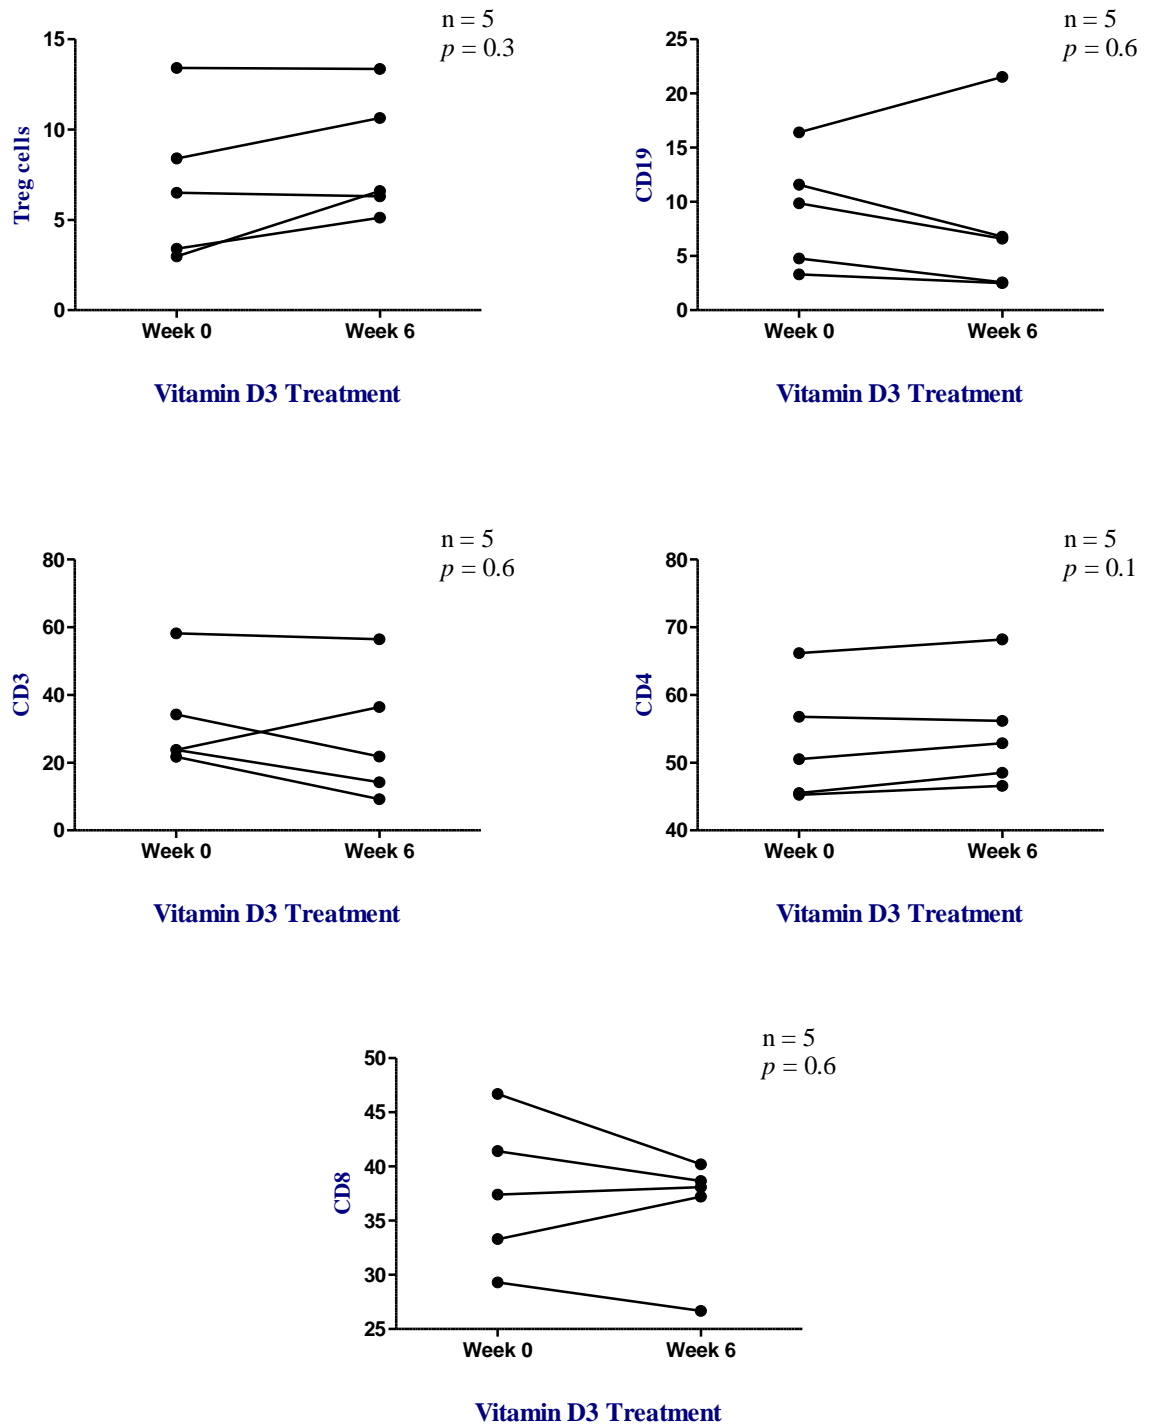 n = 5
p = 0.3
15
10
5
0
Treg cells
Week 0 Week 6
Vitamin D3 Treatment
n = 5
p = 0.6
25
20
15
10
5
0
CD19
Week 0 Week 6
Vitamin D3 Treatment
n = 5
p = 0.6
80
60
40
20
0
CD3
Week 0 Week 6
Vitamin D3 Treatment
n = 5
p = 0.1
80
70
60
50
40
CD4
Week 0 Week 6
Vitamin D3 Treatment
n = 5
p = 0.6
50
45
40
35
30
25
CD8
Week 0 Week 6
Vitamin D3 Treatment